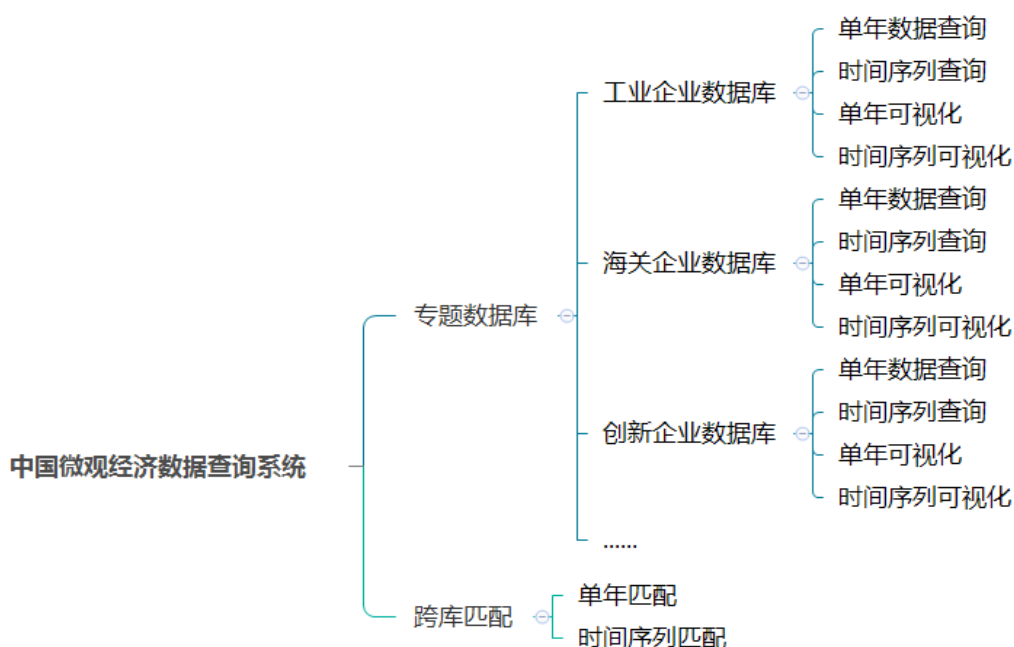 中国微观经济数据查询系统
专题数据库
工业企业数据库
单年数据查询
时间序列查询
单年可视化
时间序列可视化
海关企业数据库
单年数据查询
时间序列查询
单年可视化
时间序列可视化
创新企业数据库
单年数据查询
时间序列查询
单年可视化
时间序列可视化
......
跨库匹配
单年匹配
时间序列匹配